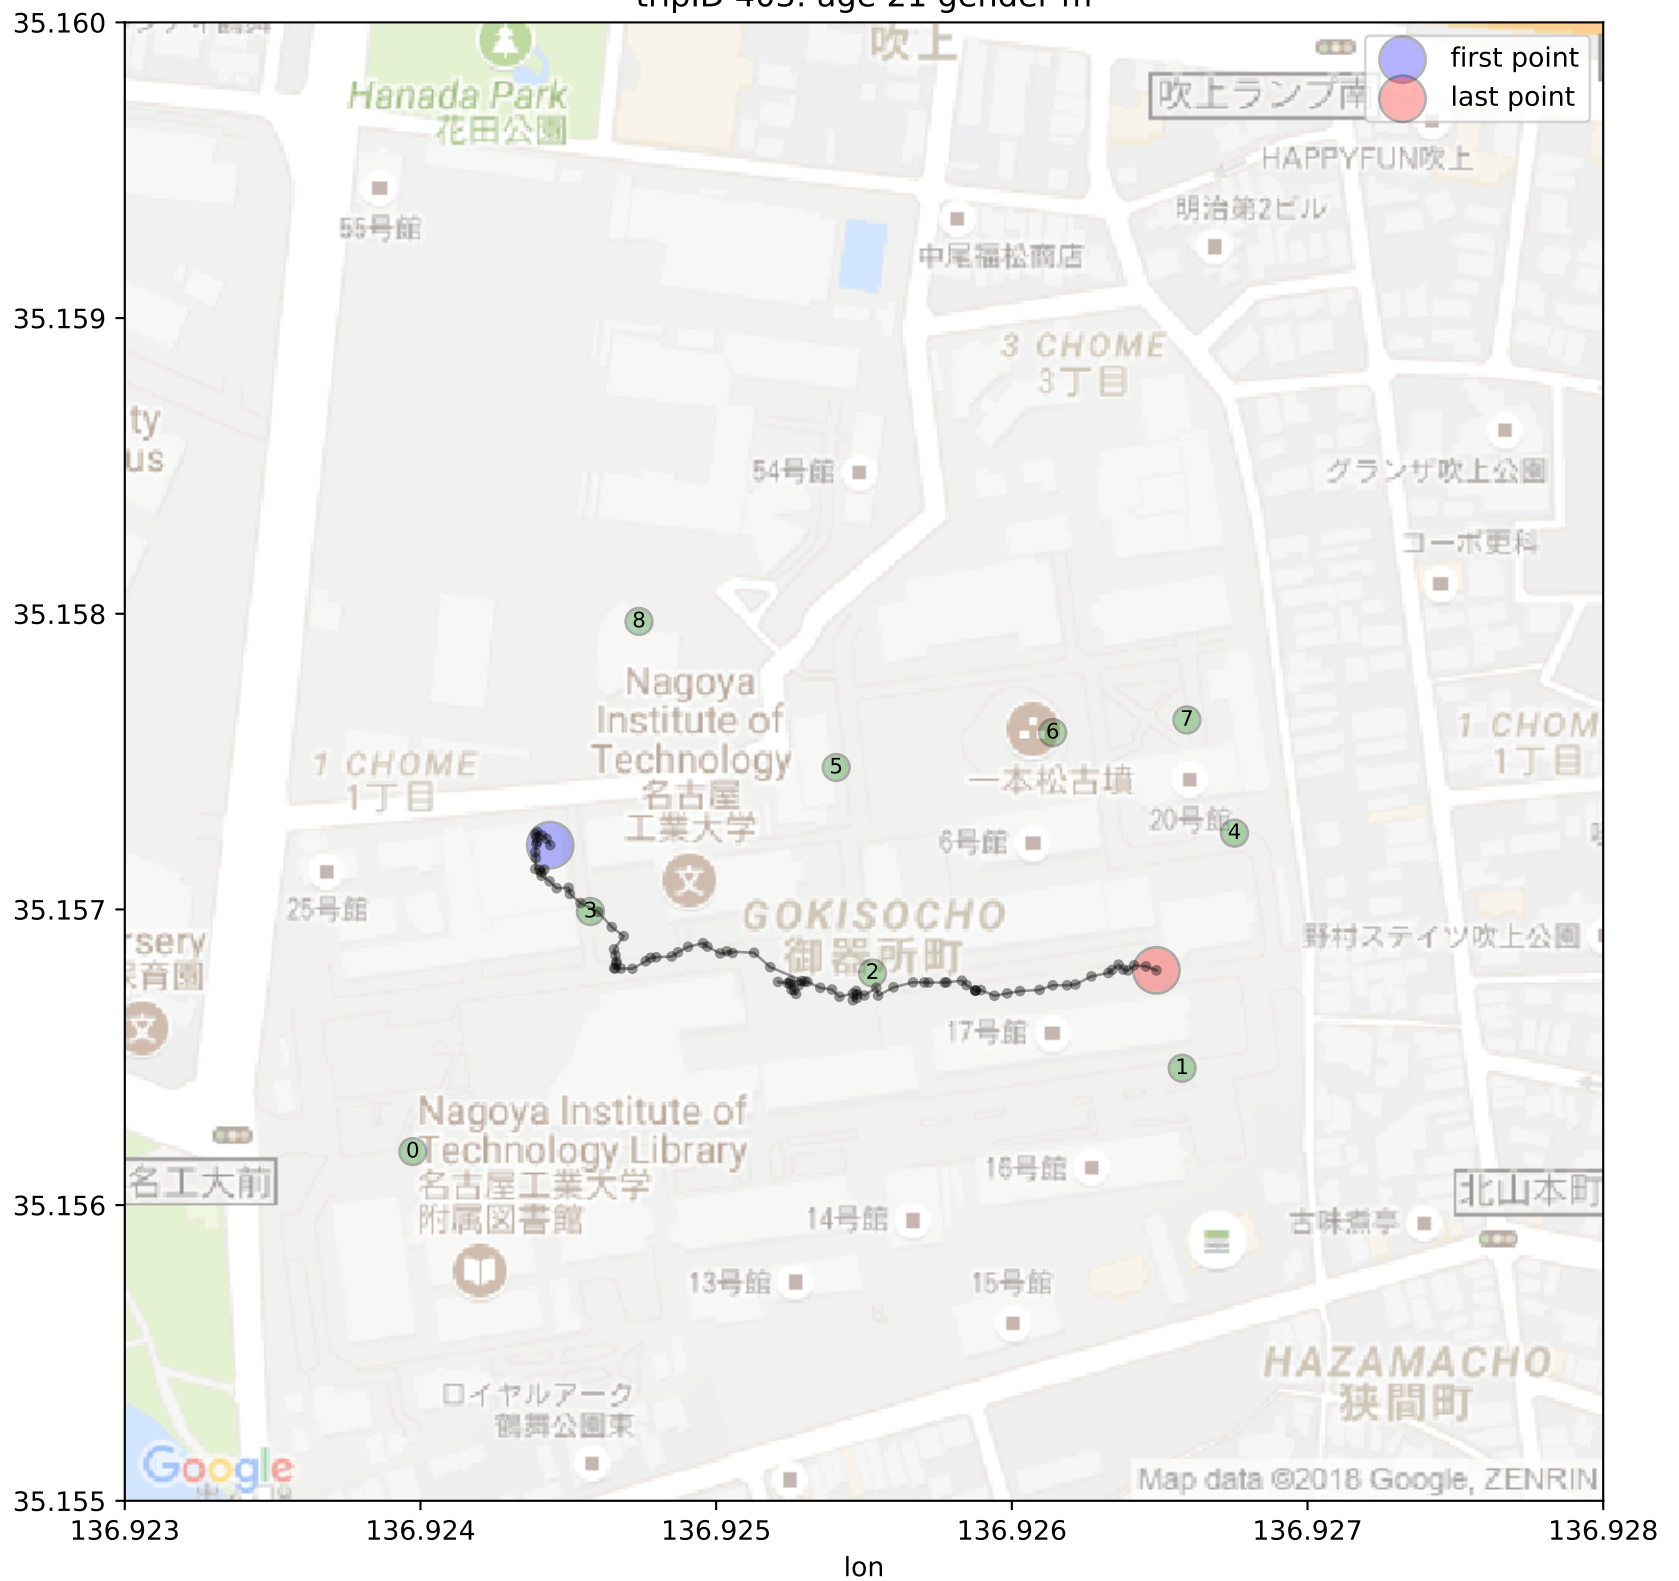 35.160
吹上
Hanada Park
花田公園
first point
last point
吹上ランプ南
HAPPYFUN吹上
55号館
明治第2ビル
中尾福松商店
35.159
3 CHOME
3丁目
ty
us
54号館
グランザ吹上公園
コーポ更科
35.158
8
Nagoya
Institute of
Technology
名古屋
工業大学
7
6
5
1 CHOME
1丁目
1 CHOM
1丁目
一本松古墳
20号館
4
6号館
25号館
3
35.157
GOKISOCHO
御器所町
野村ステイツ吹上公園
rsery
保育園
2
17号館
1
Nagoya Institute of
Technology Library
名古屋工業大学
附属図書館
0
名工大前
16号館
北山本町
35.156
14号館
古味煮亭
13号館
15号館
HAZAMACHO
狭間町
ロイヤルアーク
鶴舞公園東
Google
Map data ©2018 Google, ZENRIN
35.155
136.923
136.924
136.925
136.926
136.927
136.928
lon